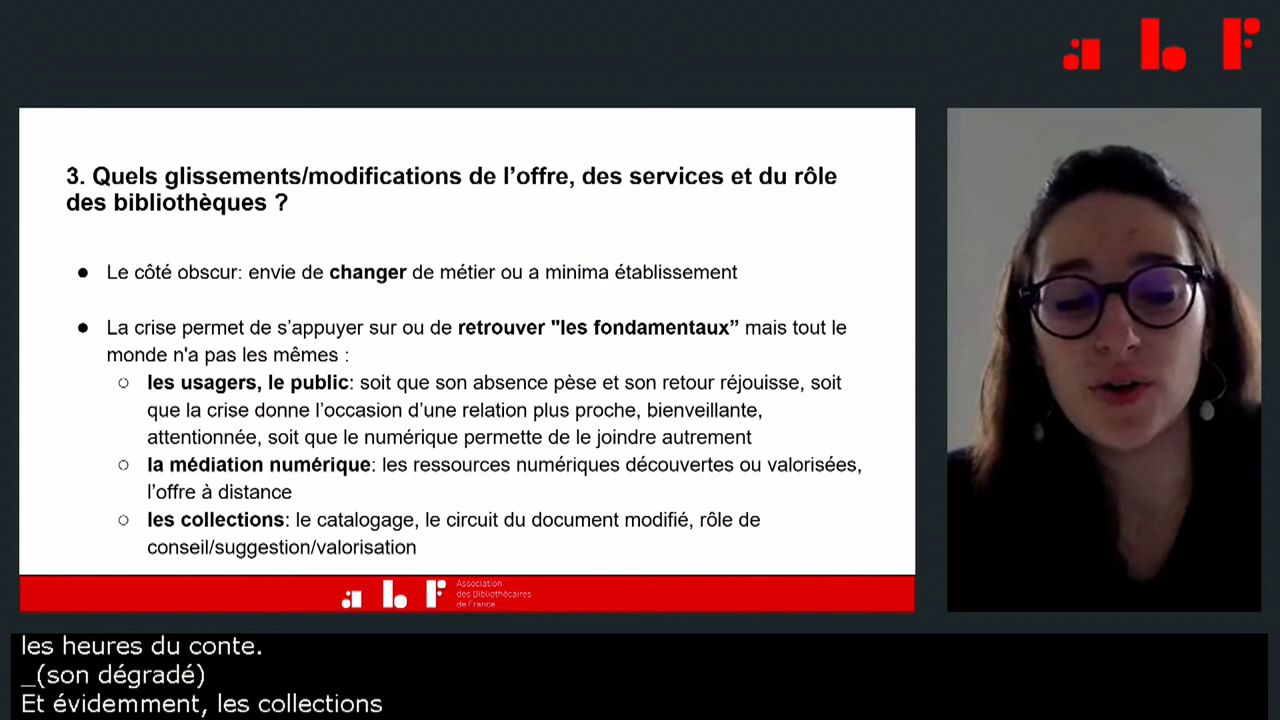 abf
3. Quels glissements/modifications de l’offre, des services et du rôle
des bibliothèques ?
● Le côté obscur: envie de changer de métier ou a minima établissement
● La crise permet de s’appuyer sur ou de retrouver "les fondamentaux” mais tout le
monde n'a pas les mêmes :
○ les usagers, le public: soit que son absence pèse et son retour réjouisse, soit
que la crise donne l’occasion d’une relation plus proche, bienveillante,
attentionnée, soit que le numérique permette de le joindre autrement
○ la médiation numérique: les ressources numériques découvertes ou valorisées,
l’offre à distance
○ les collections: le catalogage, le circuit du document modifié, rôle de
conseil/suggestion/valorisation
abf
Association
des Bibliothécaires
de France
les heures du conte.
_(son dégradé)
Et évidemment, les collections